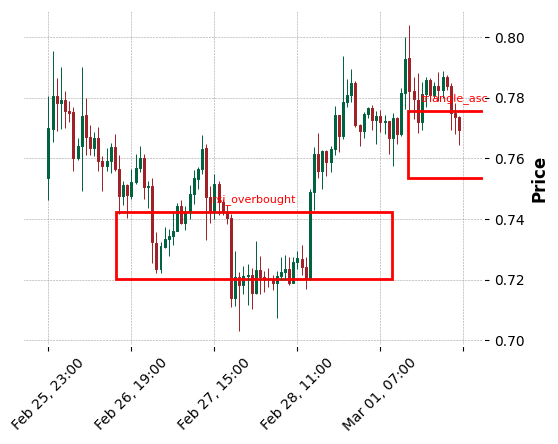 0.80
triangle_asc
0.78
0.76
0.74
0.72
0.70
Price
Feb 25, 23:00
Feb 26, 19:00
Feb 27, 15:00
Feb 28, 11:00
Mar 01, 07:00